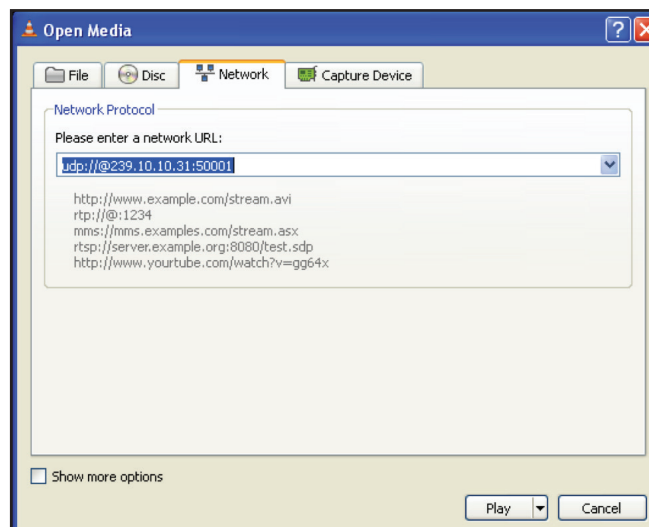 Open Media
File Disc Network Capture Device
Network Protocol
Please enter a network URL:
udp://@239.10.10.31:50001
http://www.example.com/stream.avi
rtp://@:1234
mms://mms.examples.com/stream.asx
rtsp://server.example.org:8080/test.sdp
http://www.yourtube.com/watch?v=gg64x
Show more options
Play Cancel